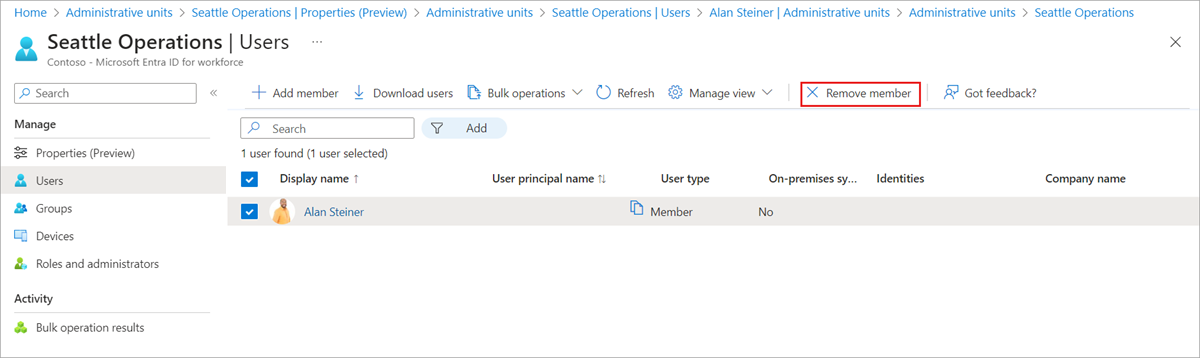 Home > Administrative units > Seattle Operations | Properties (Preview) > Administrative units > Seattle Operations | Users > Alan Steiner | Administrative units > Administrative units > Seattle Operations
Seattle Operations | Users ...
Contoso - Microsoft Entra ID for workforce
Search «
Add member Download users Bulk operations Refresh Manage view Remove member Got feedback?
Manage
Properties (Preview)
Users
Groups
Devices
Roles and administrators
Activity
Bulk operation results
Search Add
1 user found (1 user selected)
Display name ↑ User principal name ↑↓ User type On-premises sy... Identities Company name
Alan Steiner Member No